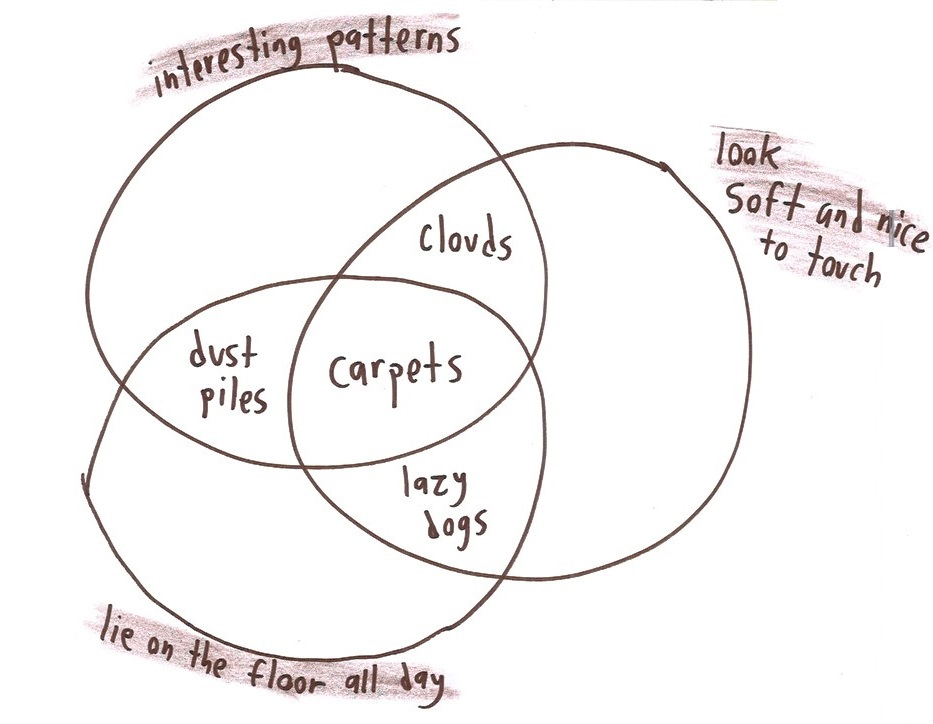 interesting patterns
look
soft and nice
to touch
clouds
dust
piles
carpets
lazy
dogs
lie on the floor all day